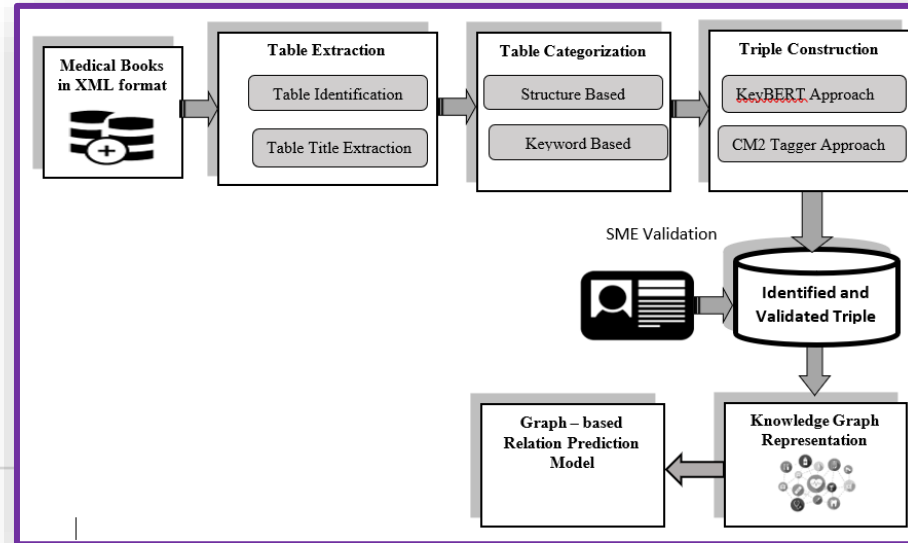 Medical Books
in XML format
Table Extraction
Table Identification
Table Title Extraction
Table Categorization
Structure Based
Keyword Based
Triple Construction
KeyBERT Approach
CM2 Tagger Approach
SME Validation
Identified and
Validated Triple
Knowledge Graph
Representation
Graph – based
Relation Prediction
Model